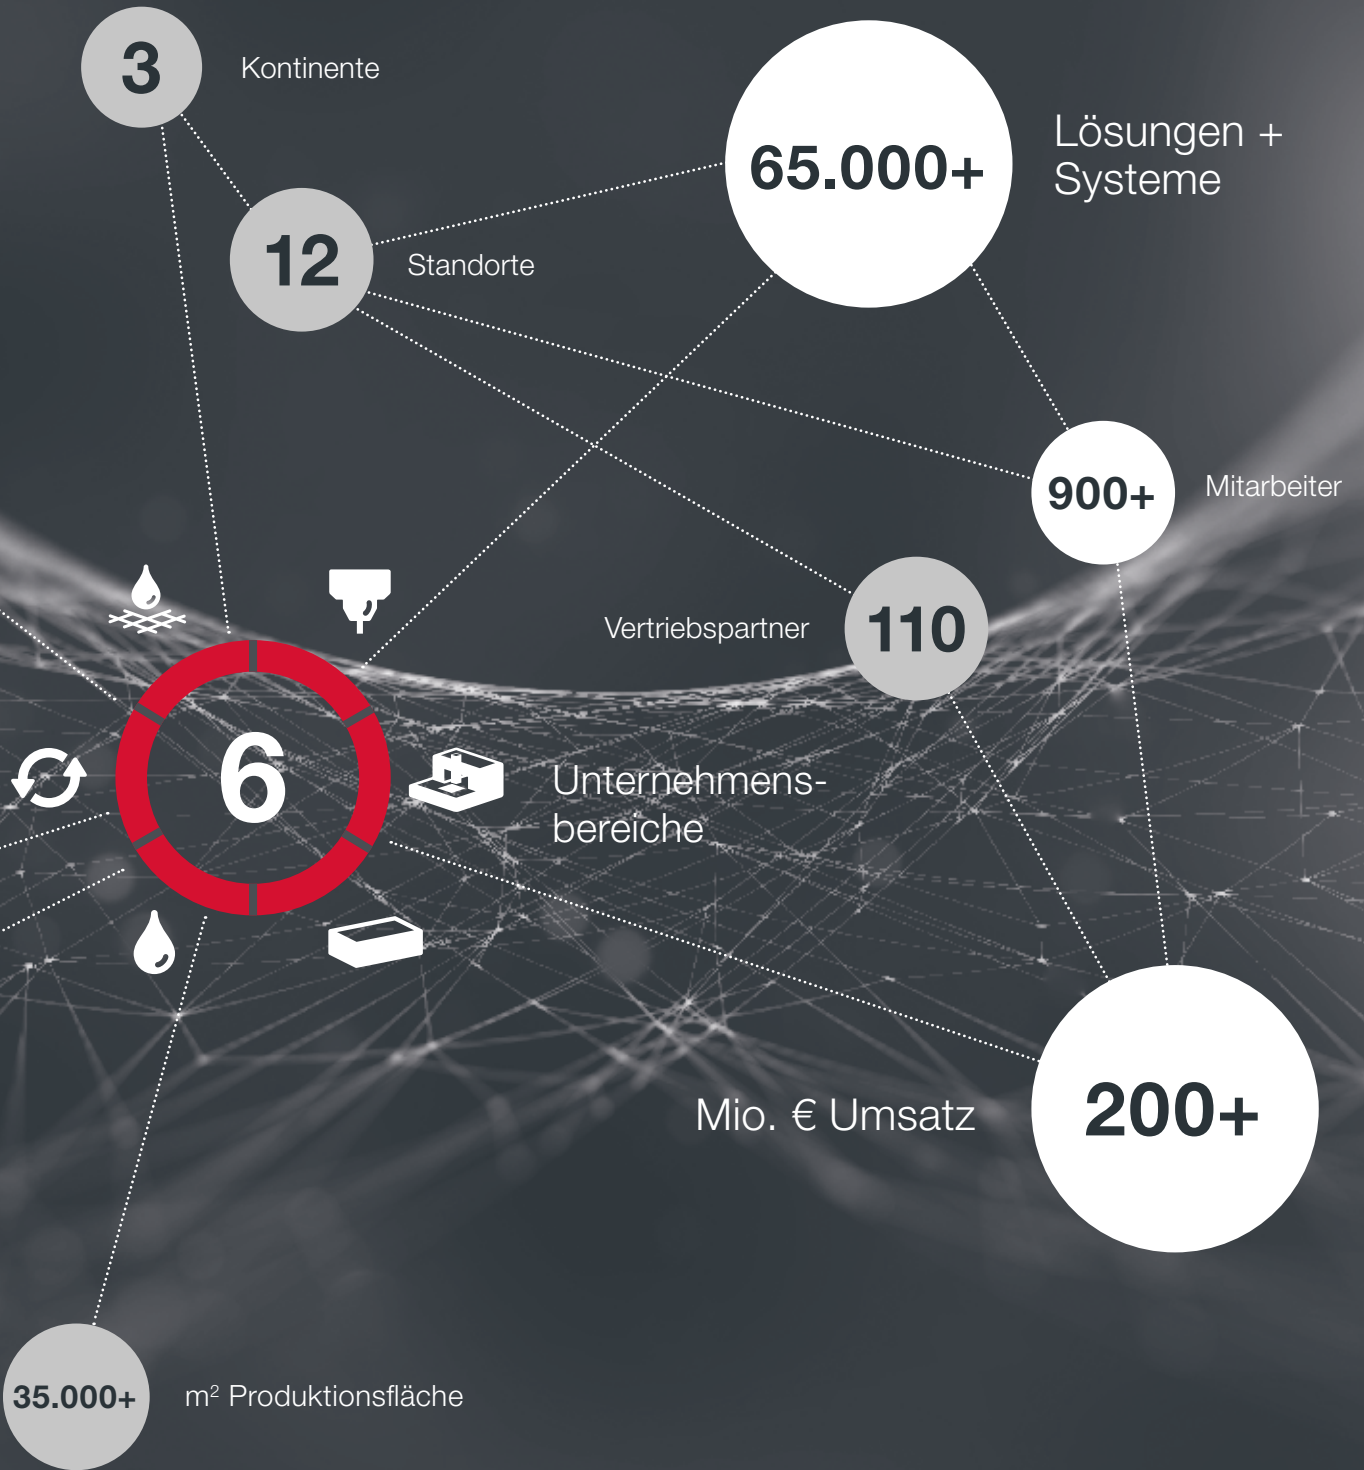 3
Kontinente
65.000+
Lösungen +
Systeme
12
Standorte
900+
Mitarbeiter
110
Vertriebspartner
6
Unternehmens-
bereiche
200+
Mio. € Umsatz
35.000+
m² Produktionsfläche